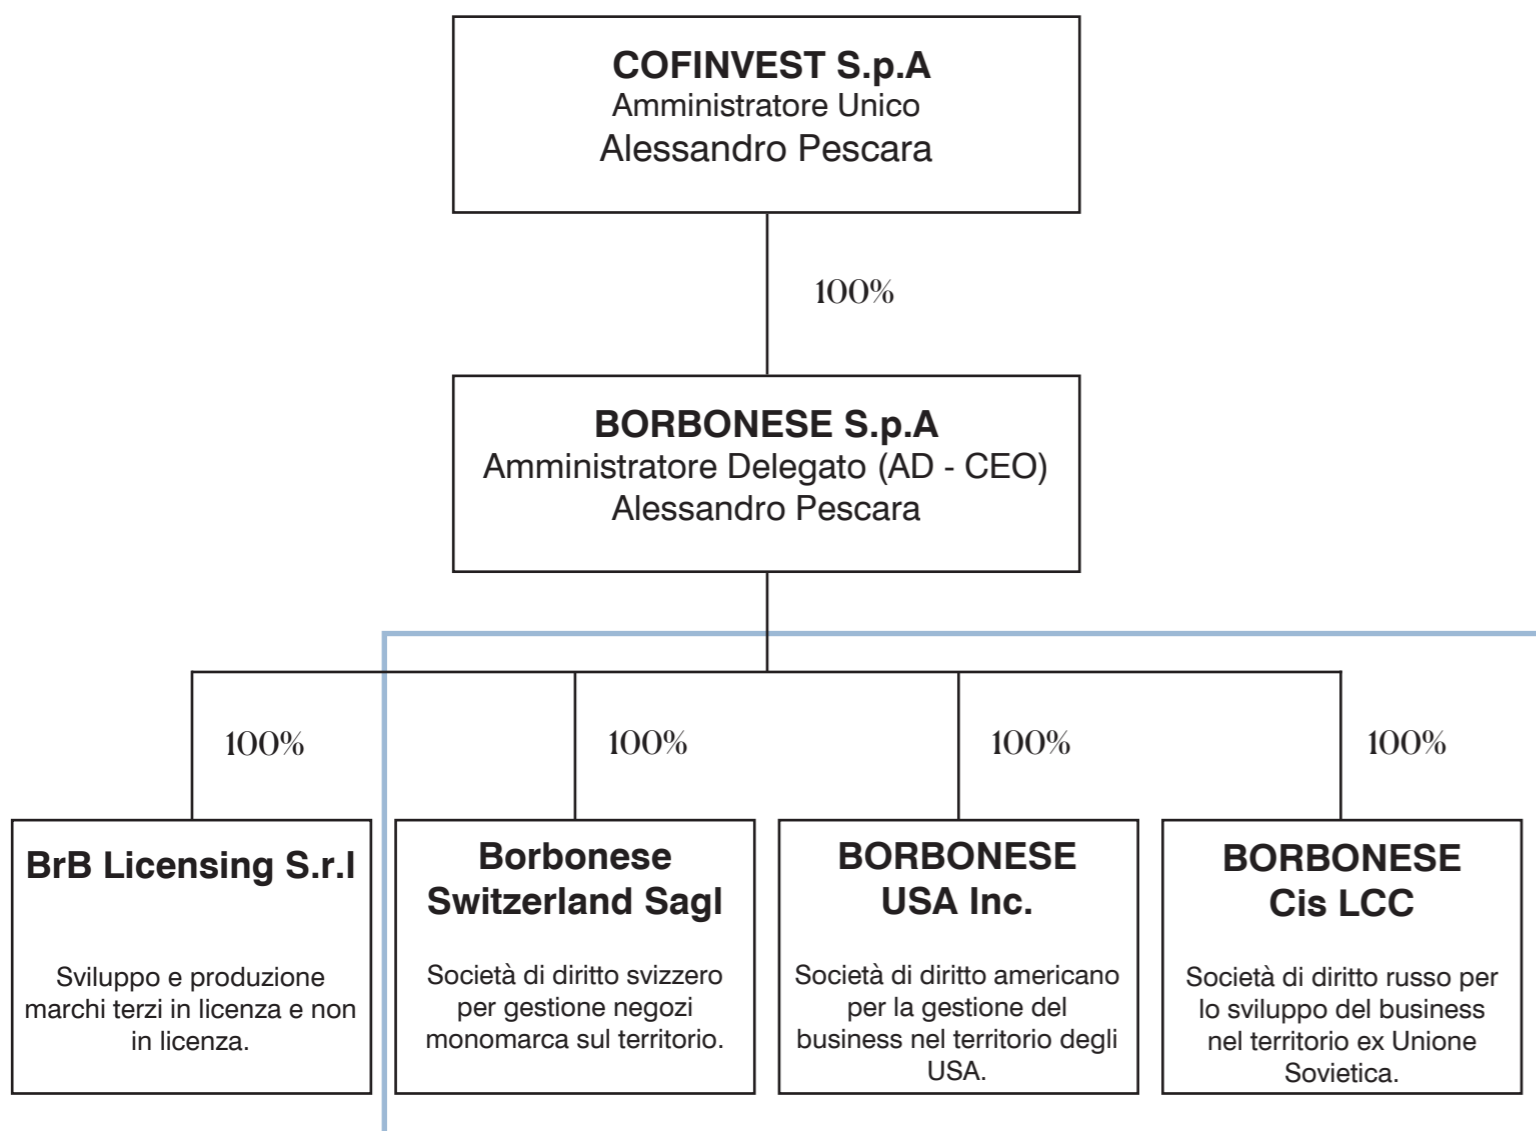 COFINVEST S.p.A
Amministratore Unico
Alessandro Pescara
100%
BORBONESE S.p.A
Amministratore Delegato (AD - CEO)
Alessandro Pescara
100%
100%
100%
100%
BrB Licensing S.r.l
Sviluppo e produzione
marchi terzi in licenza e non
in licenza.
Borbonese
Switzerland Sagl
Società di diritto svizzero
per gestione negozi
monomarca sul territorio.
BORBONESE
USA Inc.
Società di diritto americano
per la gestione del
business nel territorio degli
USA.
BORBONESE
Cis LCC
Società di diritto russo per
lo sviluppo del business
nel territorio ex Unione
Sovietica.